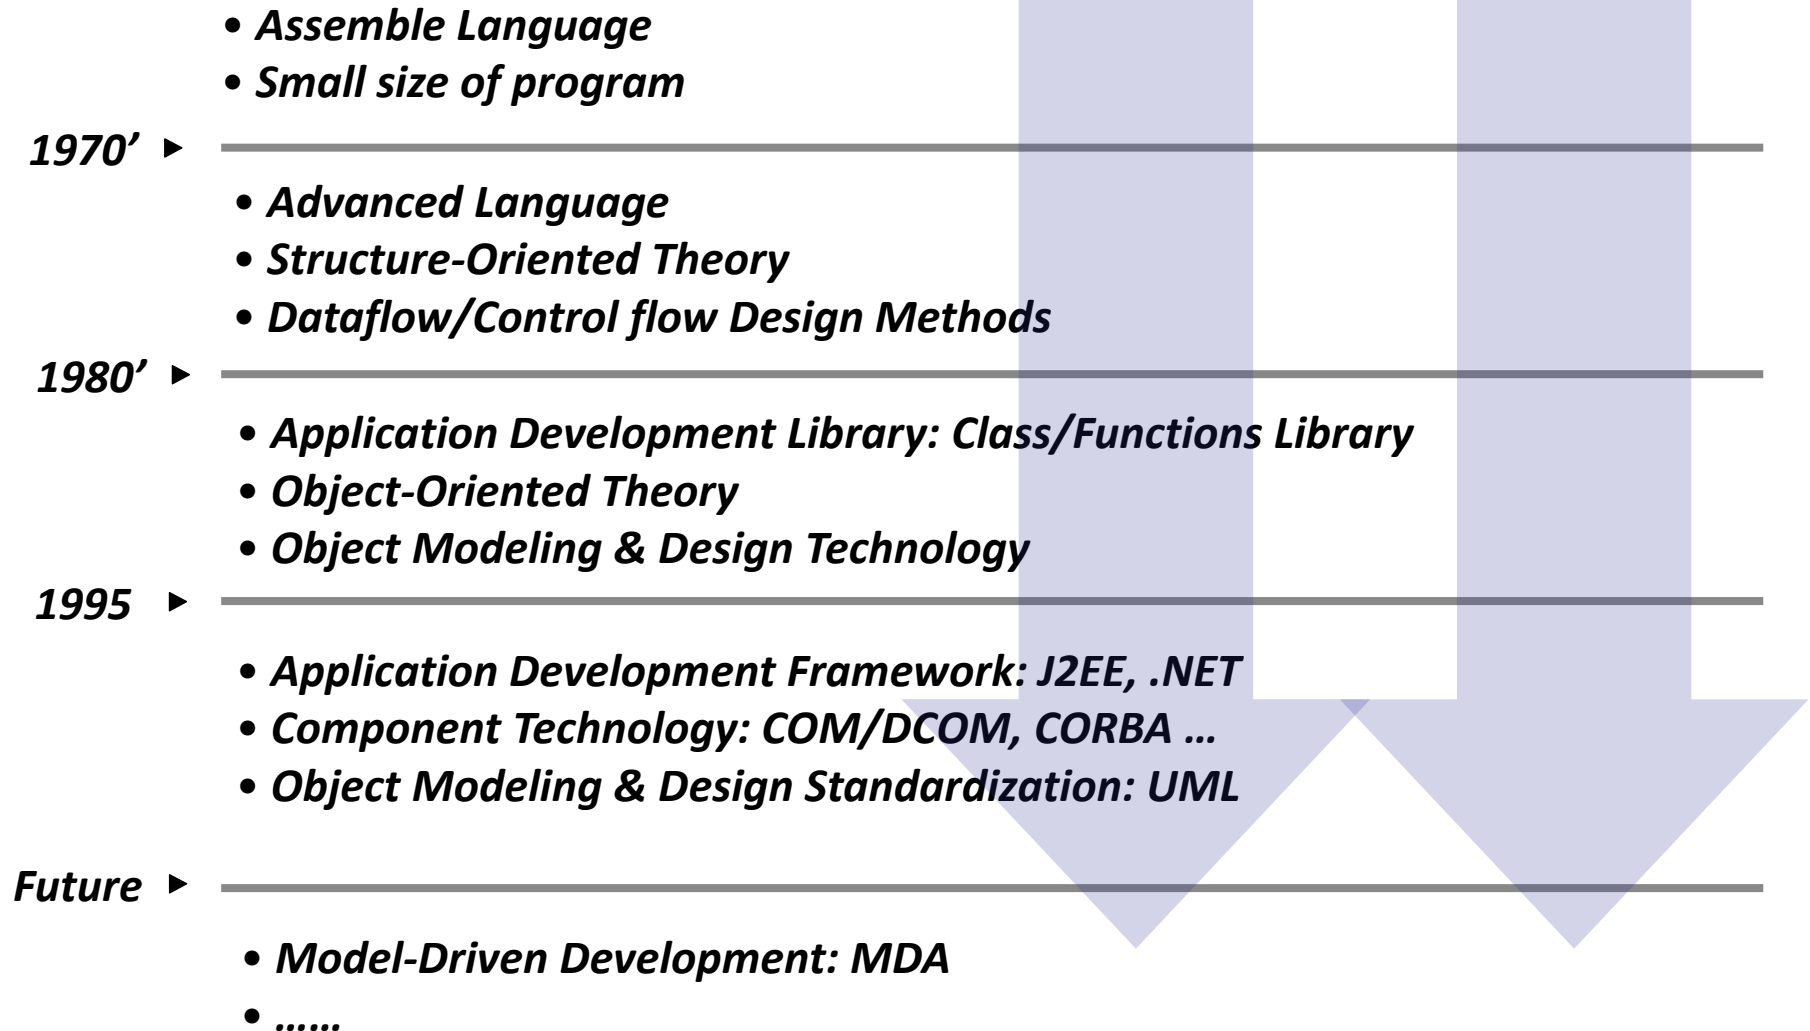 • Assemble Language
• Small size of program
1970’ ►
• Advanced Language
• Structure-Oriented Theory
• Dataflow/Control flow Design Methods
1980’ ►
• Application Development Library: Class/Functions Library
• Object-Oriented Theory
• Object Modeling & Design Technology
1995 ►
• Application Development Framework: J2EE, .NET
• Component Technology: COM/DCOM, CORBA …
• Object Modeling & Design Standardization: UML
Future ►
• Model-Driven Development: MDA
• ……